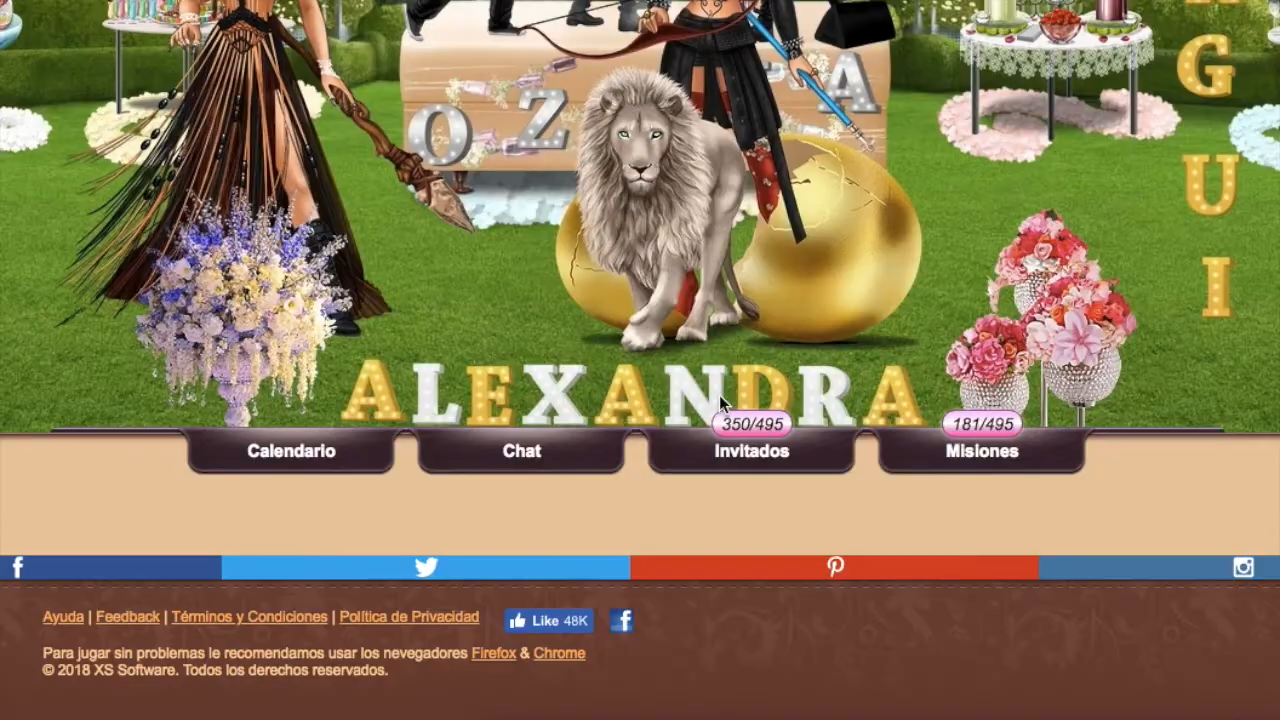 O Z A
G
U
I
ALEXANDRA
350/495
181/495
Calendario
Chat
Invitados
Misiones
Ayuda | Feedback | Términos y Condiciones | Política de Privacidad
Like 48K
Para jugar sin problemas le recomendamos usar los nevegadores Firefox & Chrome
© 2018 XS Software. Todos los derechos reservados.